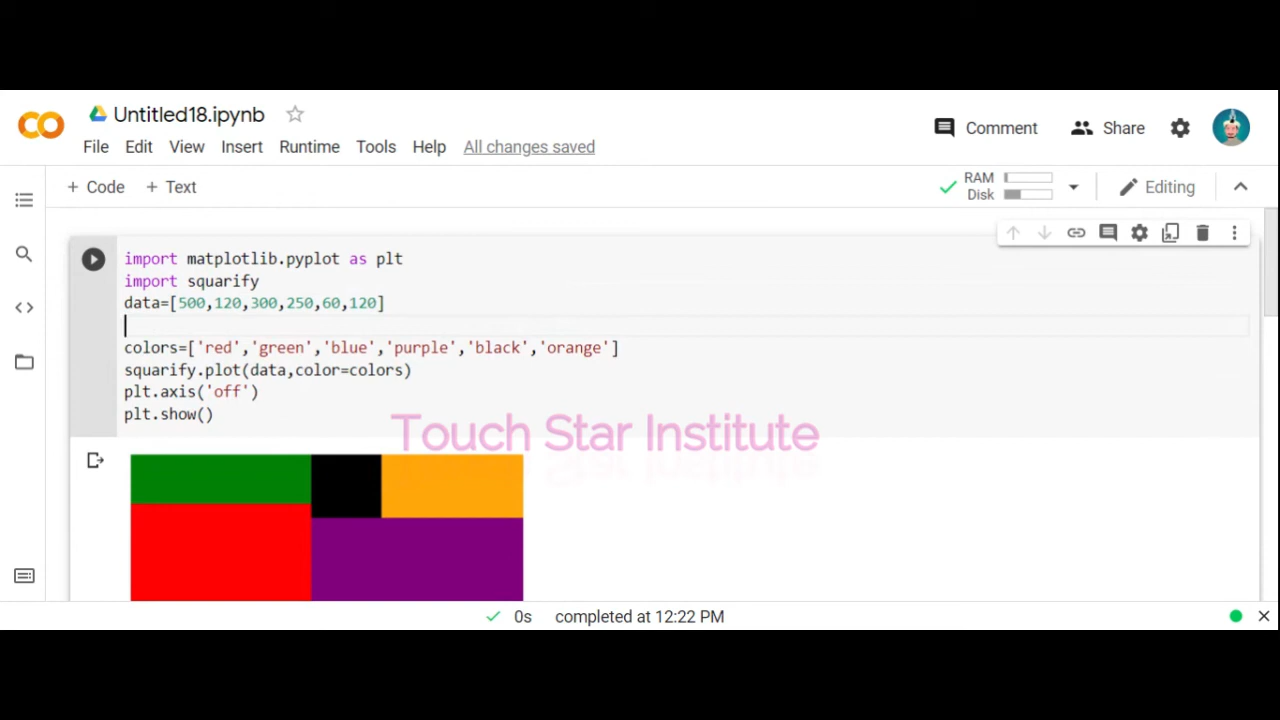 Untitled18.ipynb
Comment Share
File Edit View Insert Runtime Tools Help All changes saved
+ Code + Text RAM Disk Editing
import matplotlib.pyplot as plt
import squarify
data=[500,120,300,250,60,120]
colors=['red','green','blue','purple','black','orange']
squarify.plot(data,color=colors)
plt.axis('off')
plt.show()
Touch Star Institute
0s completed at 12:22 PM